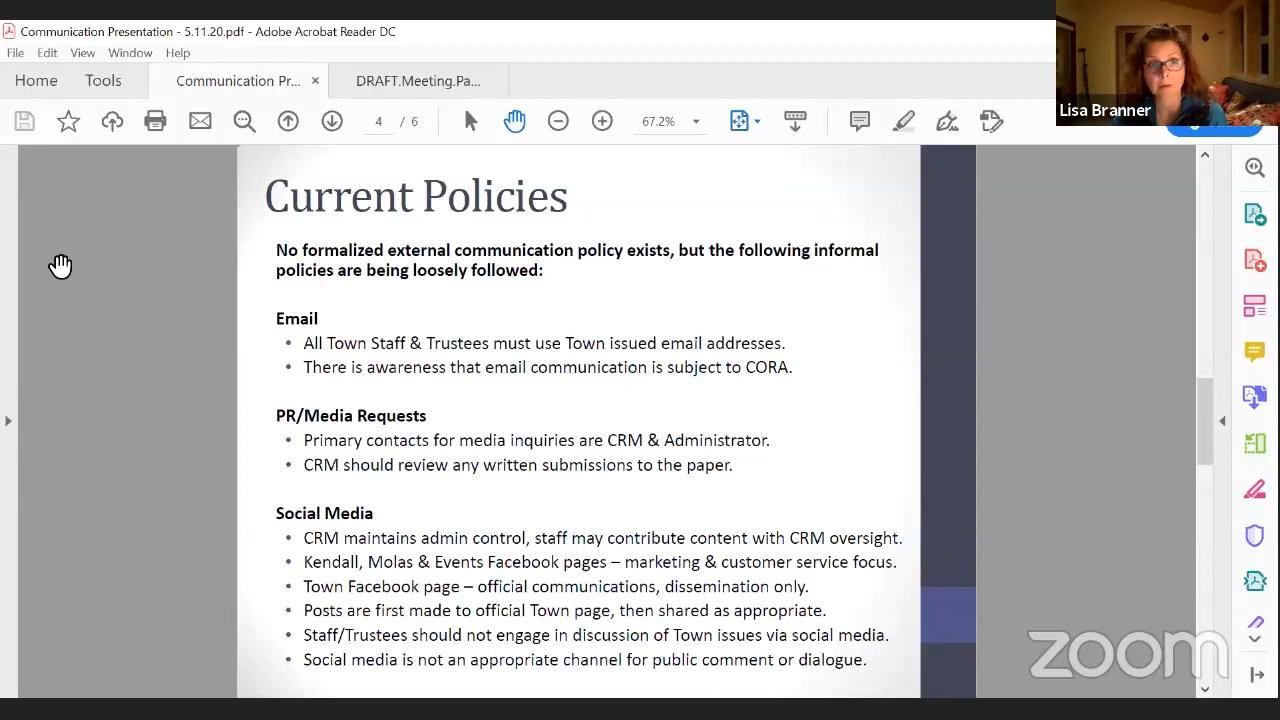 Communication Presentation - 5.11.20.pdf - Adobe Acrobat Reader DC
File Edit View Window Help
Home Tools Communication Pr... × DRAFT.Meeting.Pa...
4 / 6 67.2%
Lisa Branner
Current Policies
No formalized external communication policy exists, but the following informal
policies are being loosely followed:
Email
• All Town Staff & Trustees must use Town issued email addresses.
• There is awareness that email communication is subject to CORA.
PR/Media Requests
• Primary contacts for media inquiries are CRM & Administrator.
• CRM should review any written submissions to the paper.
Social Media
• CRM maintains admin control, staff may contribute content with CRM oversight.
• Kendall, Molas & Events Facebook pages – marketing & customer service focus.
• Town Facebook page – official communications, dissemination only.
• Posts are first made to official Town page, then shared as appropriate.
• Staff/Trustees should not engage in discussion of Town issues via social media.
• Social media is not an appropriate channel for public comment or dialogue.
zoom